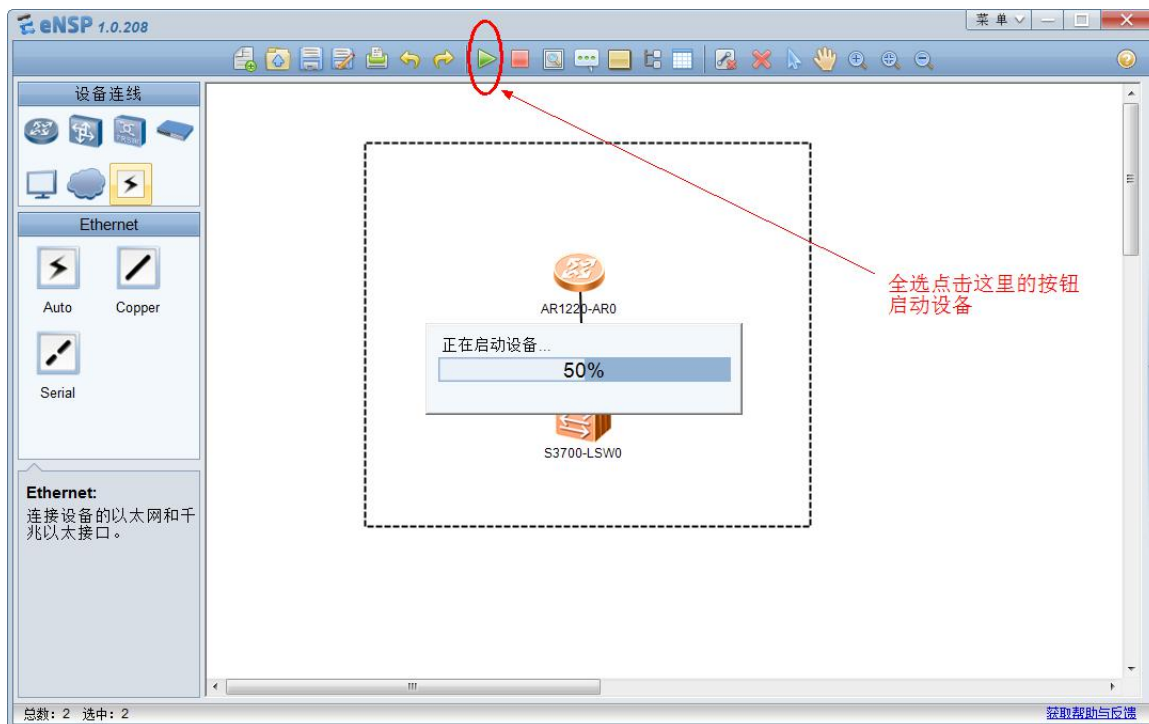 eNSP 1.0.208
菜单
设备连线
Ethernet
Auto
Copper
Serial
Ethernet:
连接设备的以太网和千
兆以太接口。
AR1220-AR0
正在启动设备...
50%
S3700-LSW0
全选点击这里的按钮
启动设备
总数: 2 选中: 2
获取帮助与反馈